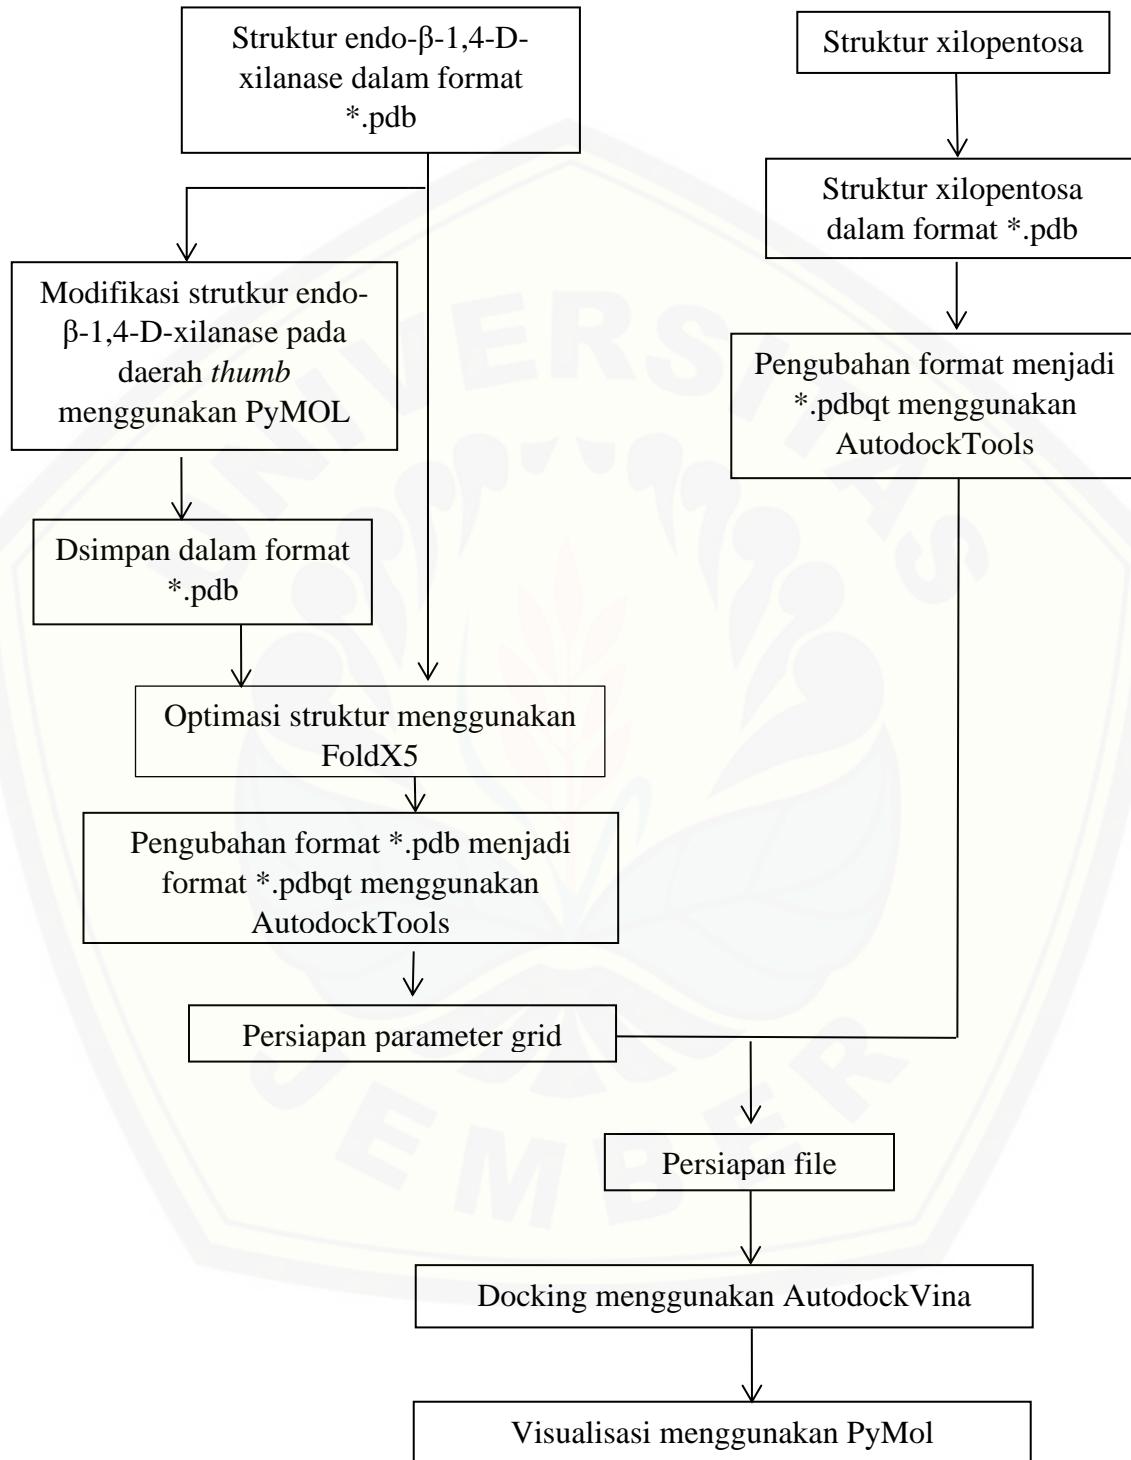 Struktur endo-β-1,4-D-
xilanase dalam format
*.pdb
Struktur xilopentosa
Struktur xilopentosa
dalam format *.pdb
Modifikasi strutkur endo-
β-1,4-D-xilanase pada
daerah thumb
menggunakan PyMOL
Pengubahan format menjadi
*.pdbqt menggunakan
AutodockTools
Dsimpan dalam format
*.pdb
Optimasi struktur menggunakan
FoldX5
Pengubahan format *.pdb menjadi
format *.pdbqt menggunakan
AutodockTools
Persiapan parameter grid
Persiapan file
Docking menggunakan AutodockVina
Visualisasi menggunakan PyMol
UNIVERSITAS
JEMBER